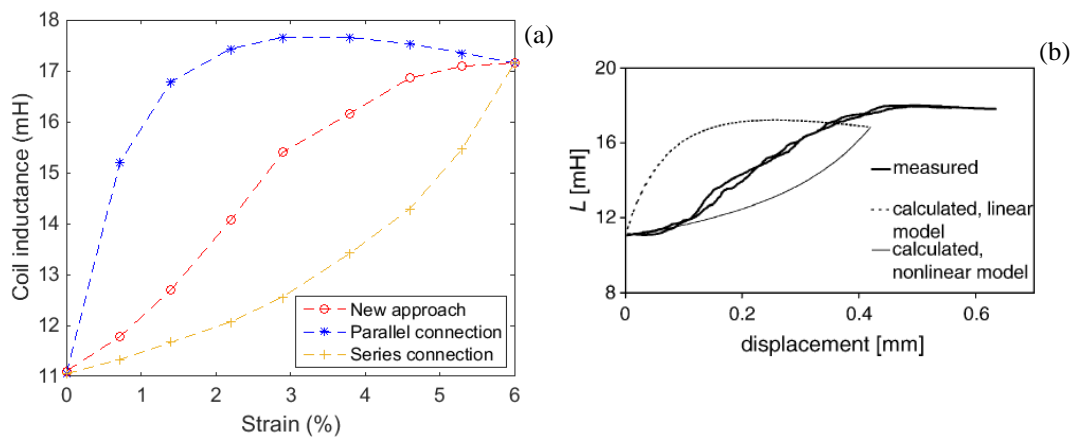 (a)
18
17
16
15
14
13
12
11
Coil inductance (mH)
0 1 2 3 4 5 6
Strain (%)
New approach
Parallel connection
Series connection
(b)
20
16
12
8
L [mH]
0 0.2 0.4 0.6
displacement [mm]
measured
calculated, linear
model
calculated,
nonlinear model